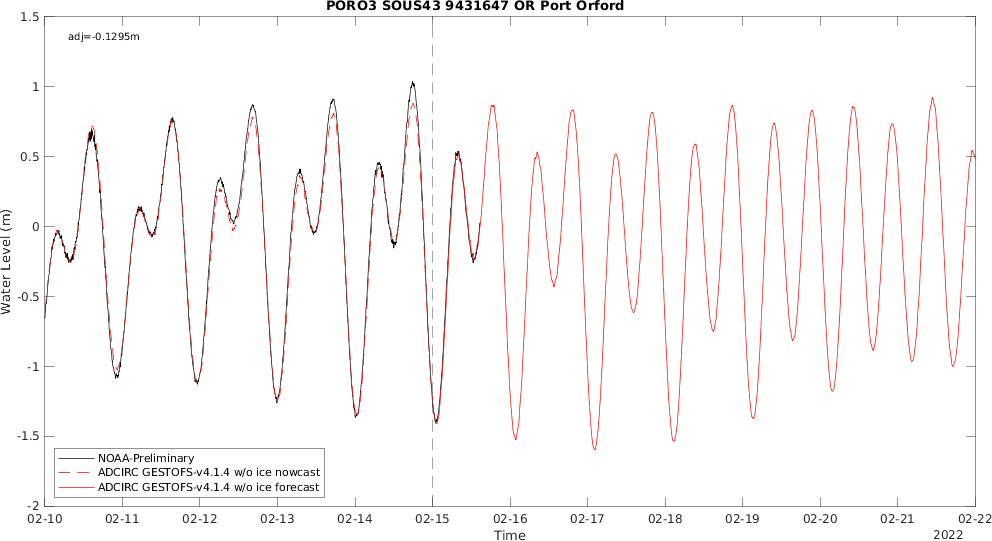 PORO3 SOUS43 9431647 OR Port Orford
adj=-0.1295m
1.5
1
0.5
0
-0.5
-1
-1.5
-2
Water Level (m)
NOAA-Preliminary
ADCIRC GESTOFS-v4.1.4 w/o ice nowcast
ADCIRC GESTOFS-v4.1.4 w/o ice forecast
02-10 02-11 02-12 02-13 02-14 02-15 02-16 02-17 02-18 02-19 02-20 02-21 02-22
Time
2022